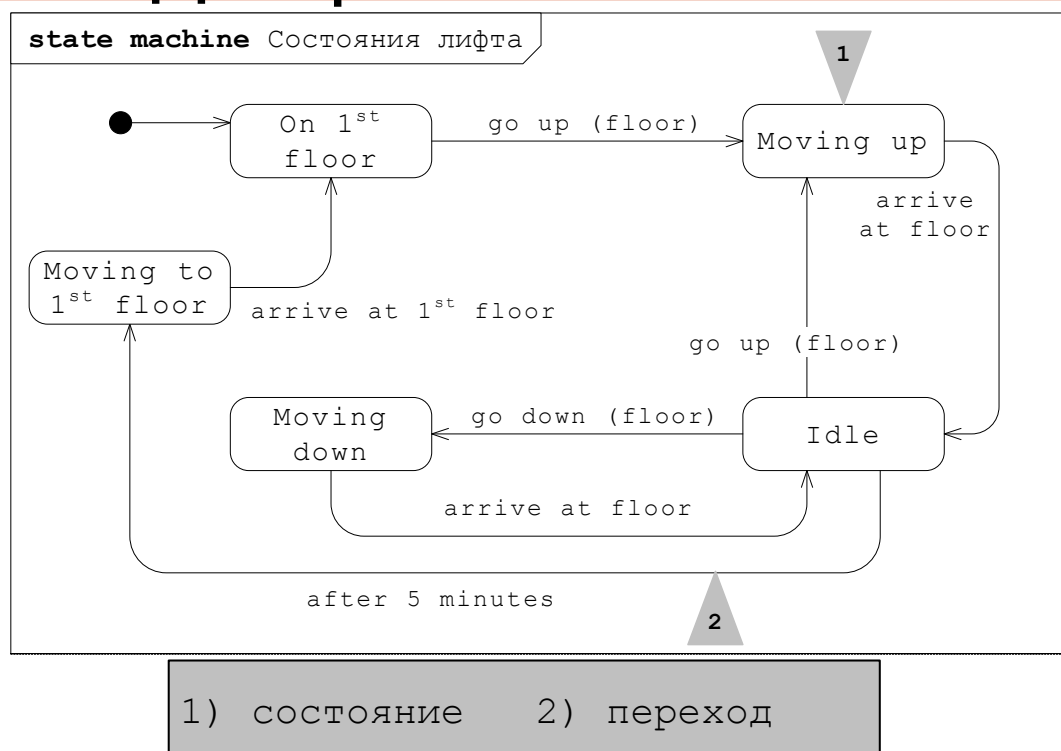 state machine Состояния лифта
1
On 1st
floor
go up (floor)
Moving up
arrive
at floor
Moving to
1st floor
arrive at 1st floor
go up (floor)
Moving
down
go down (floor)
Idle
arrive at floor
after 5 minutes
2
1) состояние 2) переход